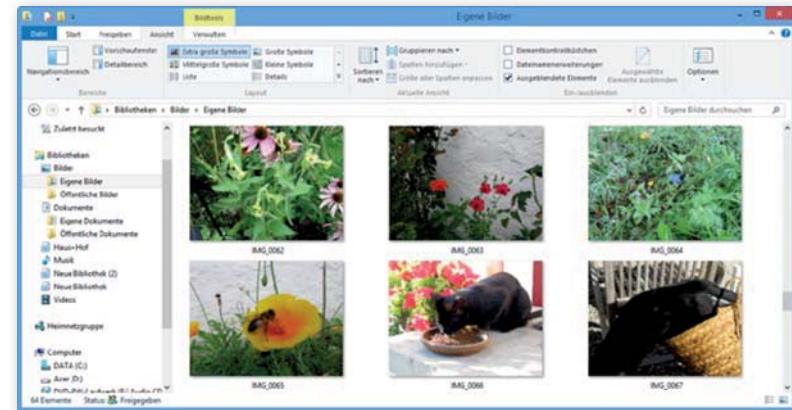 Bildtools
Eigene Bilder
Datei Start Freigeben Ansicht Verwalten
Navigationsbereich
Vorschaufenster
Detailbereich
Bereiche
Extra große Symbole Große Symbole
Mittelgroße Symbole Kleine Symbole
Liste Details
Layout
Sortieren nach
Gruppieren nach
Spalten hinzufügen
Größe aller Spalten anpassen
Aktuelle Ansicht
Elementkontrollkästchen
Dateinamenerweiterungen
Ausgeblendete Elemente
Ausgewählte
Elemente ausblenden
Ein-/ausblenden
Optionen
Bibliotheken Bilder Eigene Bilder
Eigene Bilder durchsuchen
Zuletzt besucht
Bibliotheken
Bilder
Eigene Bilder
Öffentliche Bilder
Dokumente
Eigene Dokumente
Öffentliche Dokumente
Haus+Hof
Musik
Neue Bibliothek (2)
Neue Bibliothek
Videos
Heimnetzgruppe
Computer
DATA (C:)
Acer (D:)
IMG_0062 IMG_0063 IMG_0064
IMG_0065 IMG_0066 IMG_0067
64 Elemente Status: Freigegeben